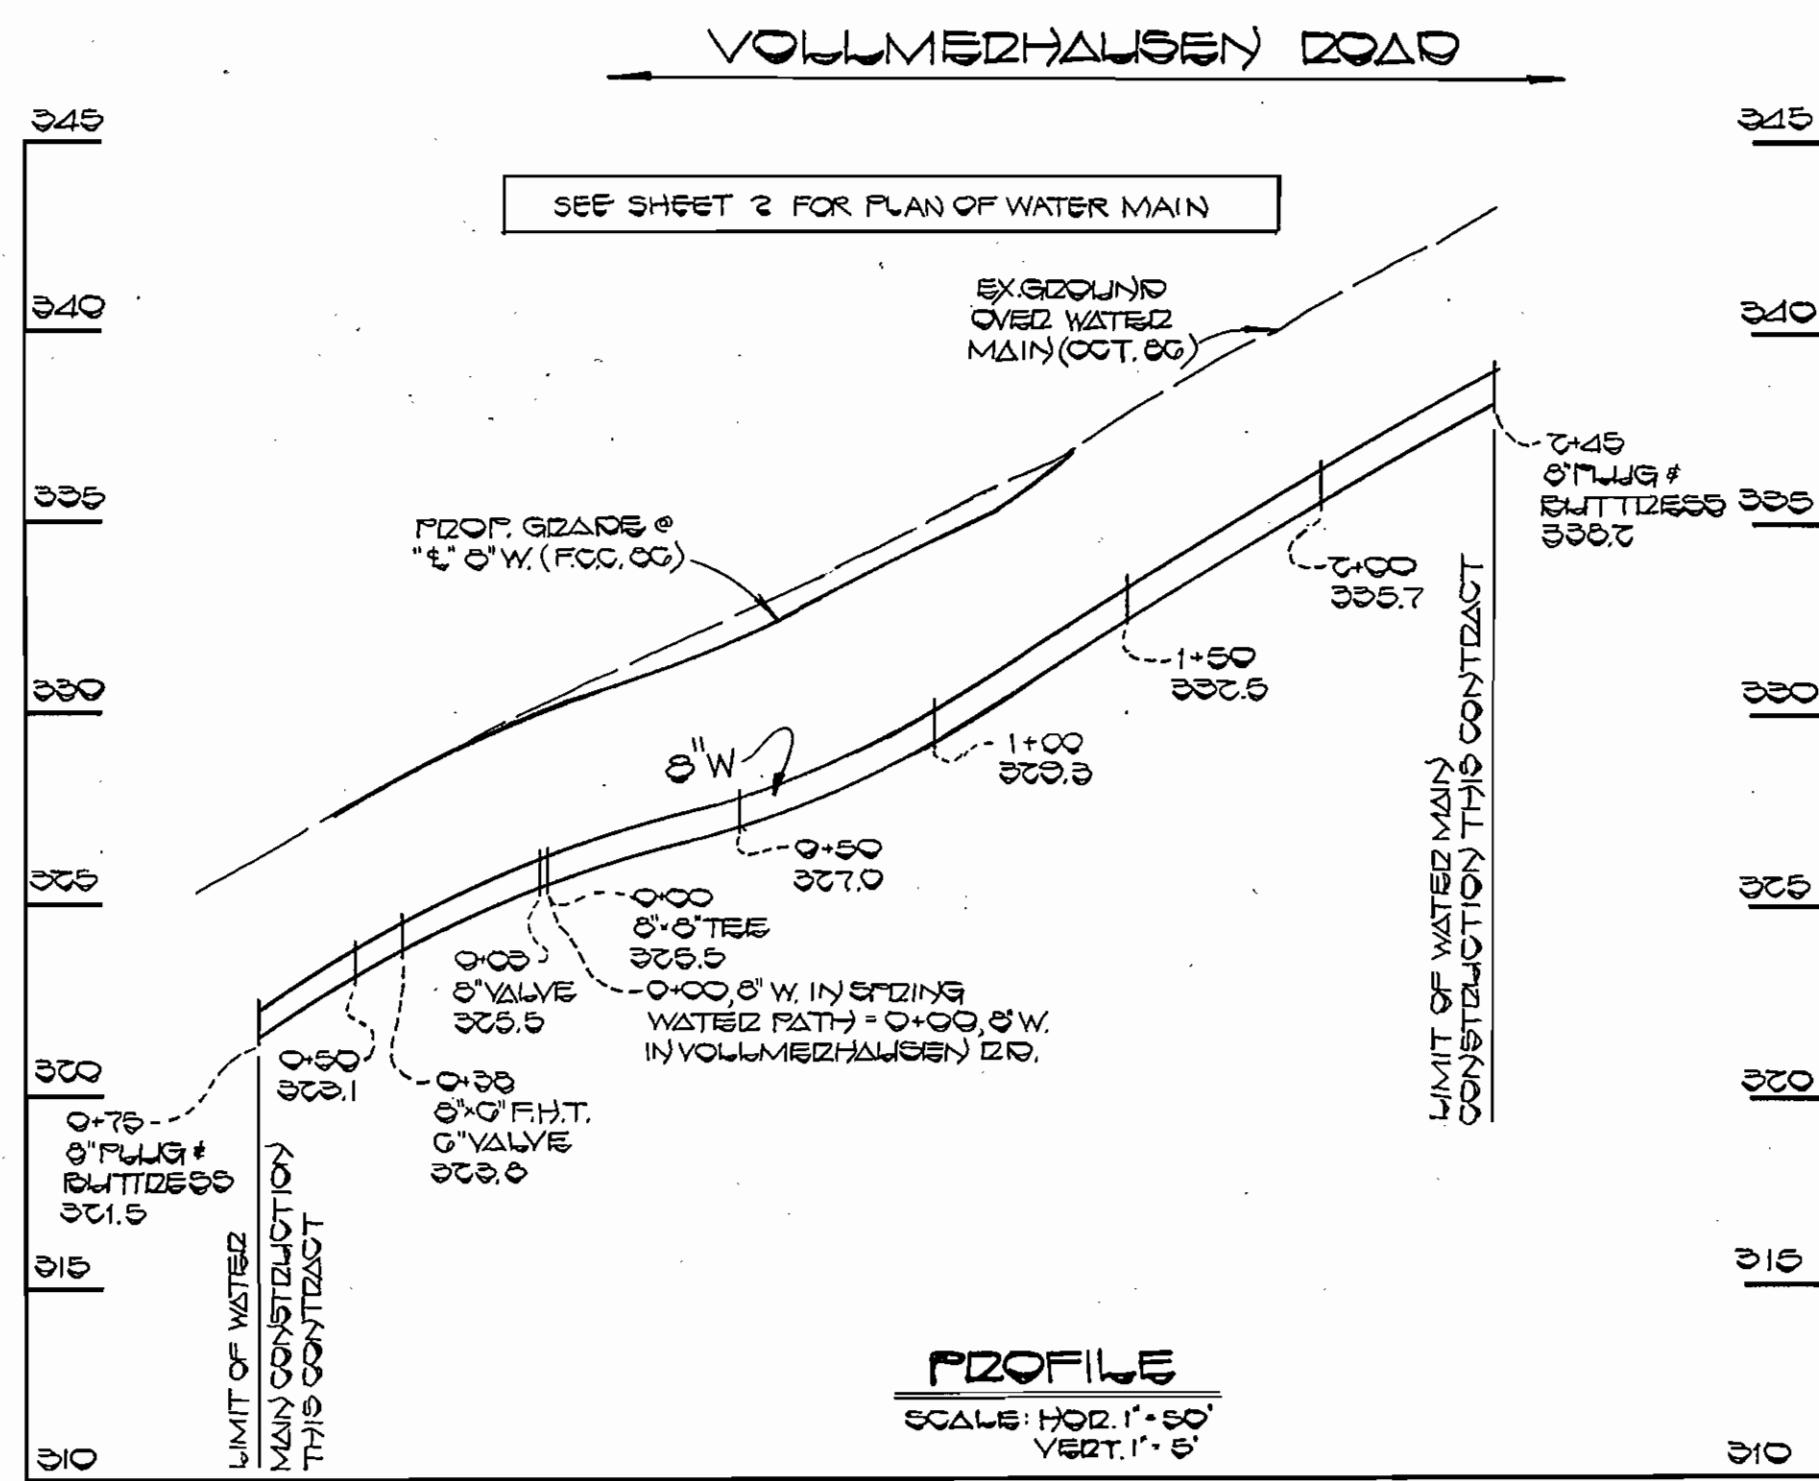 VOLLMERHAUSEN ROAD
345
345
SEE SHEET 2 FOR PLAN OF WATER MAIN
340
340
EX. GROUND
OVER WATER
MAIN (OCT. 86)
335
335
PROP. GRADE @
"℄" 8" W. (F.C.C. 86)
2+45
8" PLUG &
BUTTRESS
338.2
2+00
335.7
1+50
332.5
330
330
8" W
1+00
329.3
0+50
327.0
325
325
0+00
8"x8" TEE
325.5
0+03
8" VALVE
325.5
0+00, 8" W. IN SPRING
WATER PATH = 0+00, 8" W.
IN VOLLMERHAUSEN RD.
320
320
0+50
323.1
0+38
8"x6" F.H.T.
6" VALVE
323.8
0+75
8" PLUG &
BUTTRESS
321.5
LIMIT OF WATER
MAIN CONSTRUCTION
THIS CONTRACT
LIMIT OF WATER MAIN
CONSTRUCTION THIS CONTRACT
315
315
PROFILE
SCALE: HOR. 1" = 50'
VERT. 1" = 5'
310
310